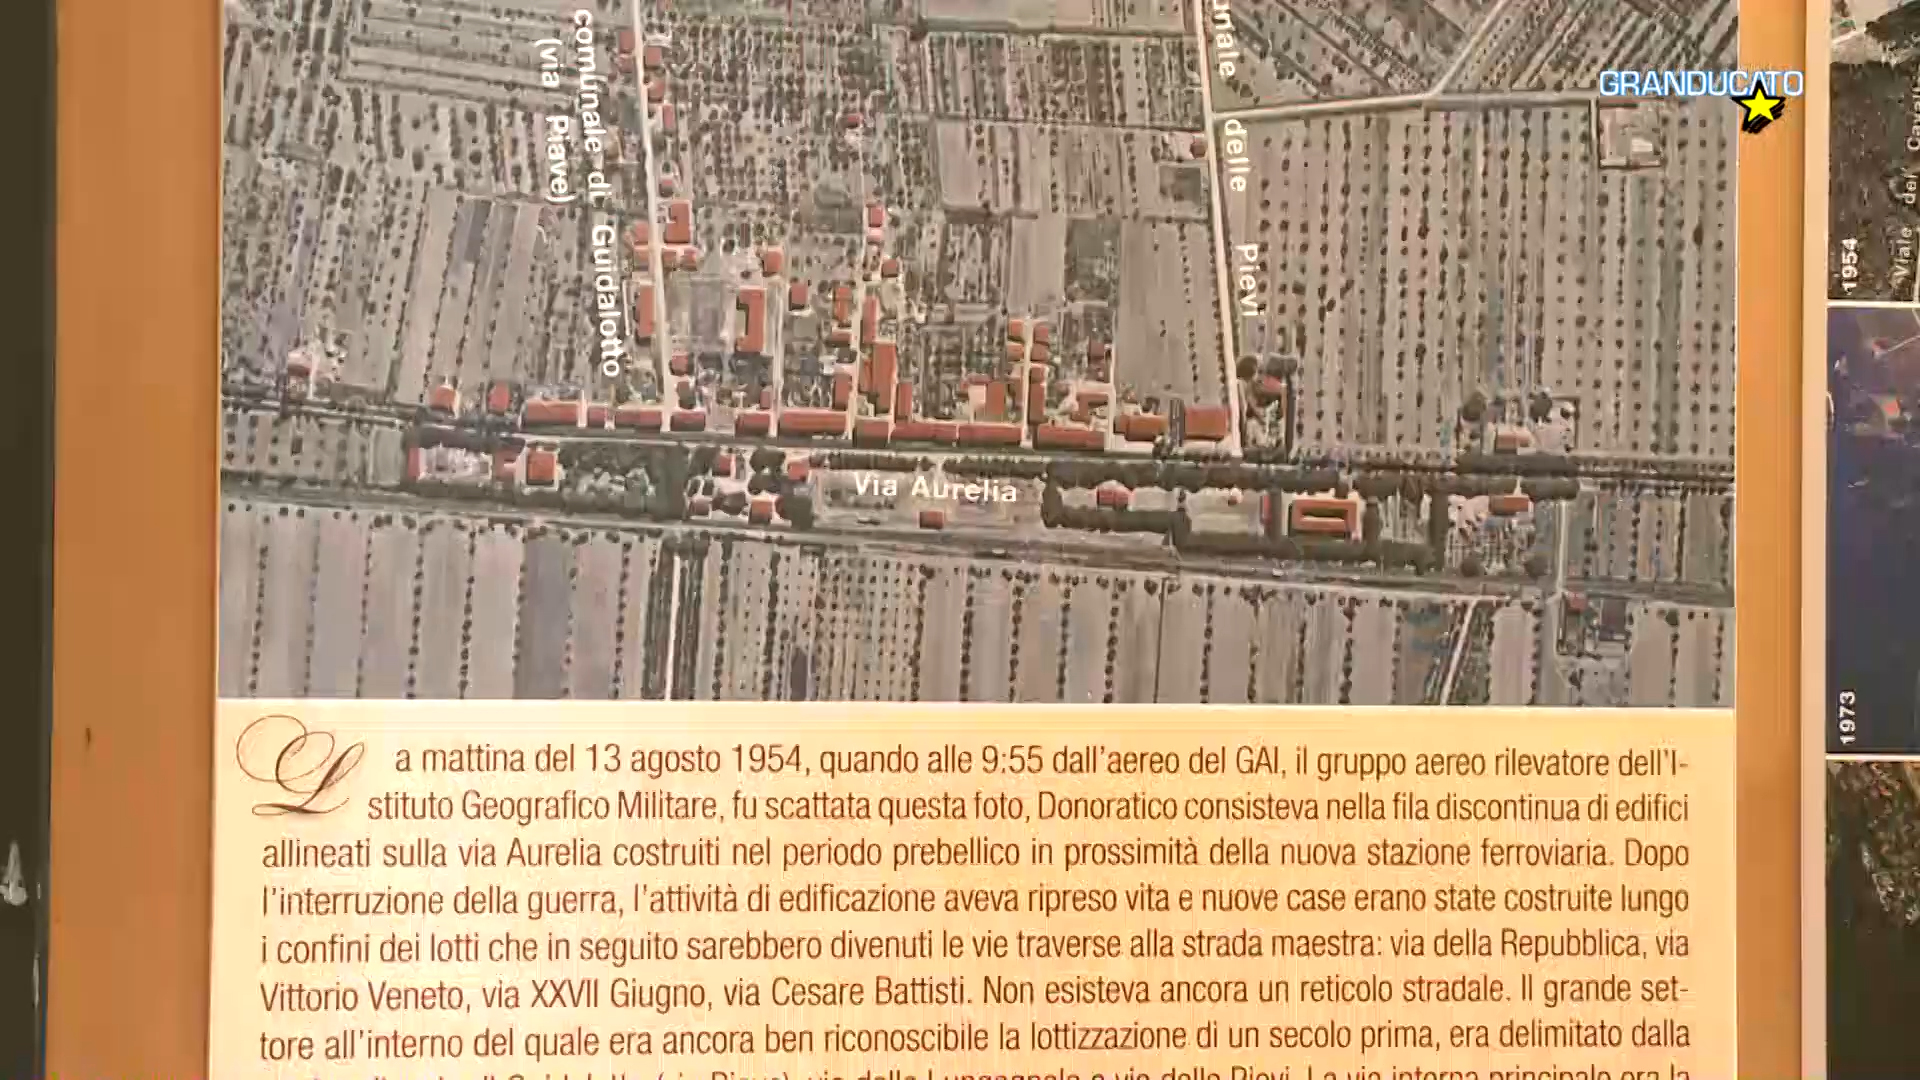 comunale di Guidalotto
(via Piave)
delle Pievi
GRANDUCATO
Via Aurelia
1954
Viale dei
1973
La mattina del 13 agosto 1954, quando alle 9:55 dall'aereo del GAI, il gruppo aereo rilevatore dell'I-
stituto Geografico Militare, fu scattata questa foto, Donoratico consisteva nella fila discontinua di edifici
allineati sulla via Aurelia costruiti nel periodo prebellico in prossimità della nuova stazione ferroviaria. Dopo
l'interruzione della guerra, l'attività di edificazione aveva ripreso vita e nuove case erano state costruite lungo
i confini dei lotti che in seguito sarebbero divenuti le vie traverse alla strada maestra: via della Repubblica, via
Vittorio Veneto, via XXVII Giugno, via Cesare Battisti. Non esisteva ancora un reticolo stradale. Il grande set-
tore all'interno del quale era ancora ben riconoscibile la lottizzazione di un secolo prima, era delimitato dalla